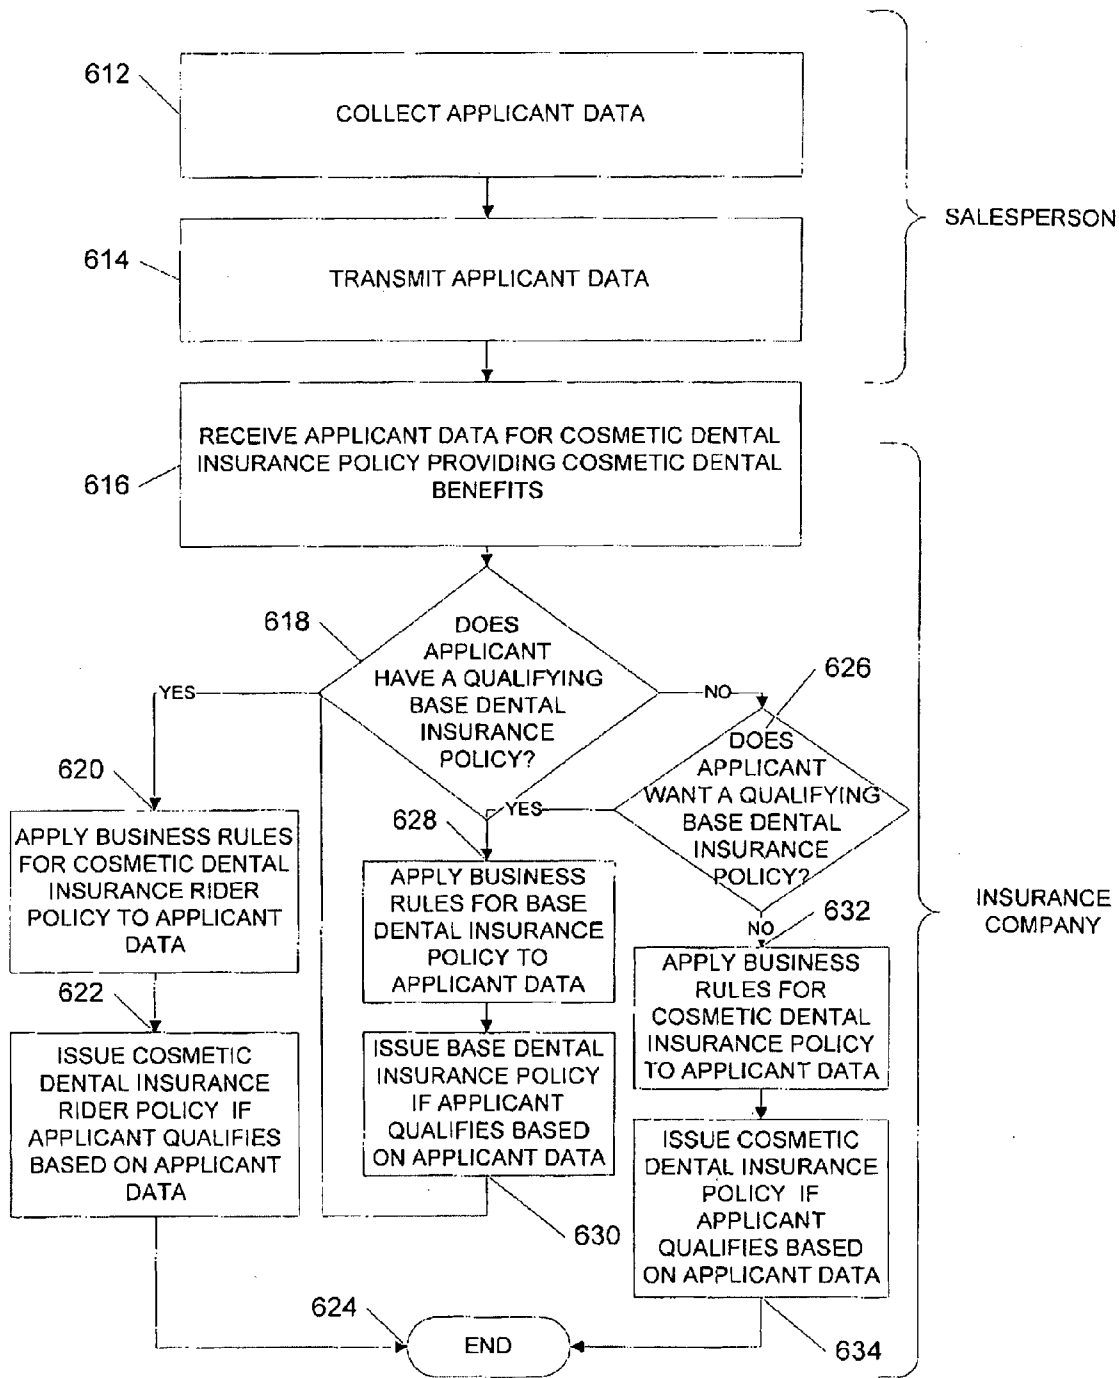 612
COLLECT APPLICANT DATA
SALESPERSON
614
TRANSMIT APPLICANT DATA
616
RECEIVE APPLICANT DATA FOR COSMETIC DENTAL
INSURANCE POLICY PROVIDING COSMETIC DENTAL
BENEFITS
618
DOES
APPLICANT
HAVE A QUALIFYING
BASE DENTAL
INSURANCE
POLICY?
YES
NO
626
DOES
APPLICANT
WANT A QUALIFYING
BASE DENTAL
INSURANCE
POLICY?
YES
NO
620
APPLY BUSINESS RULES
FOR COSMETIC DENTAL
INSURANCE RIDER
POLICY TO APPLICANT
DATA
628
APPLY BUSINESS
RULES FOR BASE
DENTAL INSURANCE
POLICY TO
APPLICANT DATA
632
APPLY BUSINESS
RULES FOR
COSMETIC DENTAL
INSURANCE POLICY
TO APPLICANT DATA
INSURANCE
COMPANY
622
ISSUE COSMETIC
DENTAL INSURANCE
RIDER POLICY IF
APPLICANT QUALIFIES
BASED ON APPLICANT
DATA
ISSUE BASE DENTAL
INSURANCE POLICY
IF APPLICANT
QUALIFIES BASED
ON APPLICANT DATA
630
ISSUE COSMETIC
DENTAL INSURANCE
POLICY IF
APPLICANT
QUALIFIES BASED
ON APPLICANT DATA
634
624
END